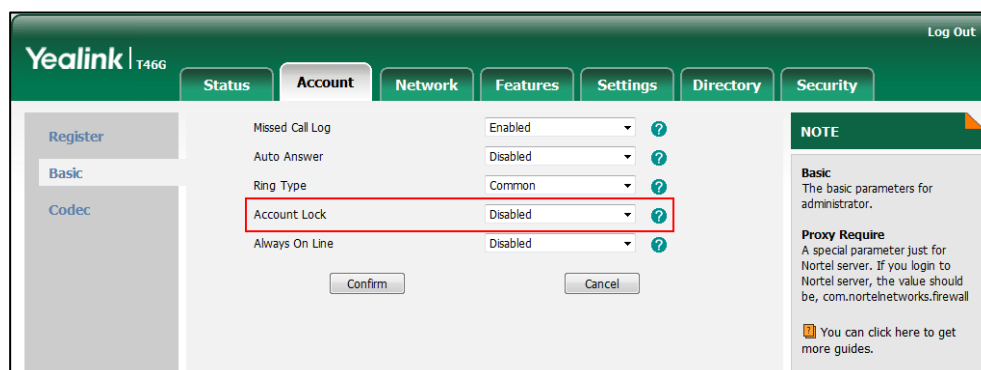 Log Out
Yealink T46G
Status Account Network Features Settings Directory Security
Register
Basic
Codec
Missed Call Log Enabled ?
Auto Answer Disabled ?
Ring Type Common ?
Account Lock Disabled ?
Always On Line Disabled ?
Confirm Cancel
NOTE
Basic
The basic parameters for
administrator.
Proxy Require
A special parameter just for
Nortel server. If you login to
Nortel server, the value should
be, com.nortelnetworks.firewall
? You can click here to get
more guides.